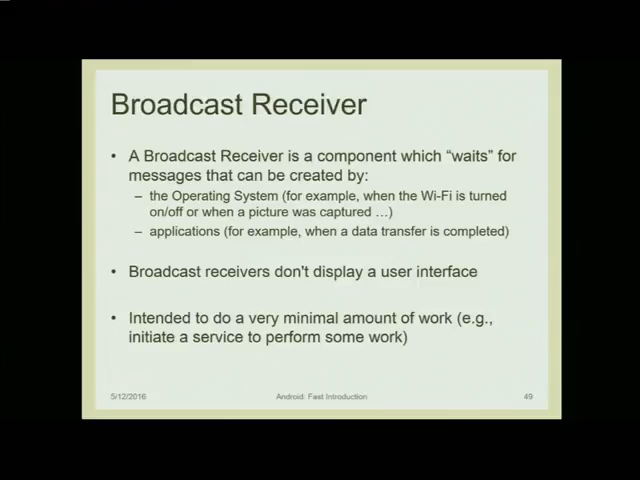 Broadcast Receiver
• A Broadcast Receiver is a component which “waits” for
messages that can be created by:
– the Operating System (for example, when the Wi-Fi is turned
on/off or when a picture was captured …)
– applications (for example, when a data transfer is completed)
• Broadcast receivers don't display a user interface
• Intended to do a very minimal amount of work (e.g.,
initiate a service to perform some work)
5/12/2016 Android: Fast Introduction 49